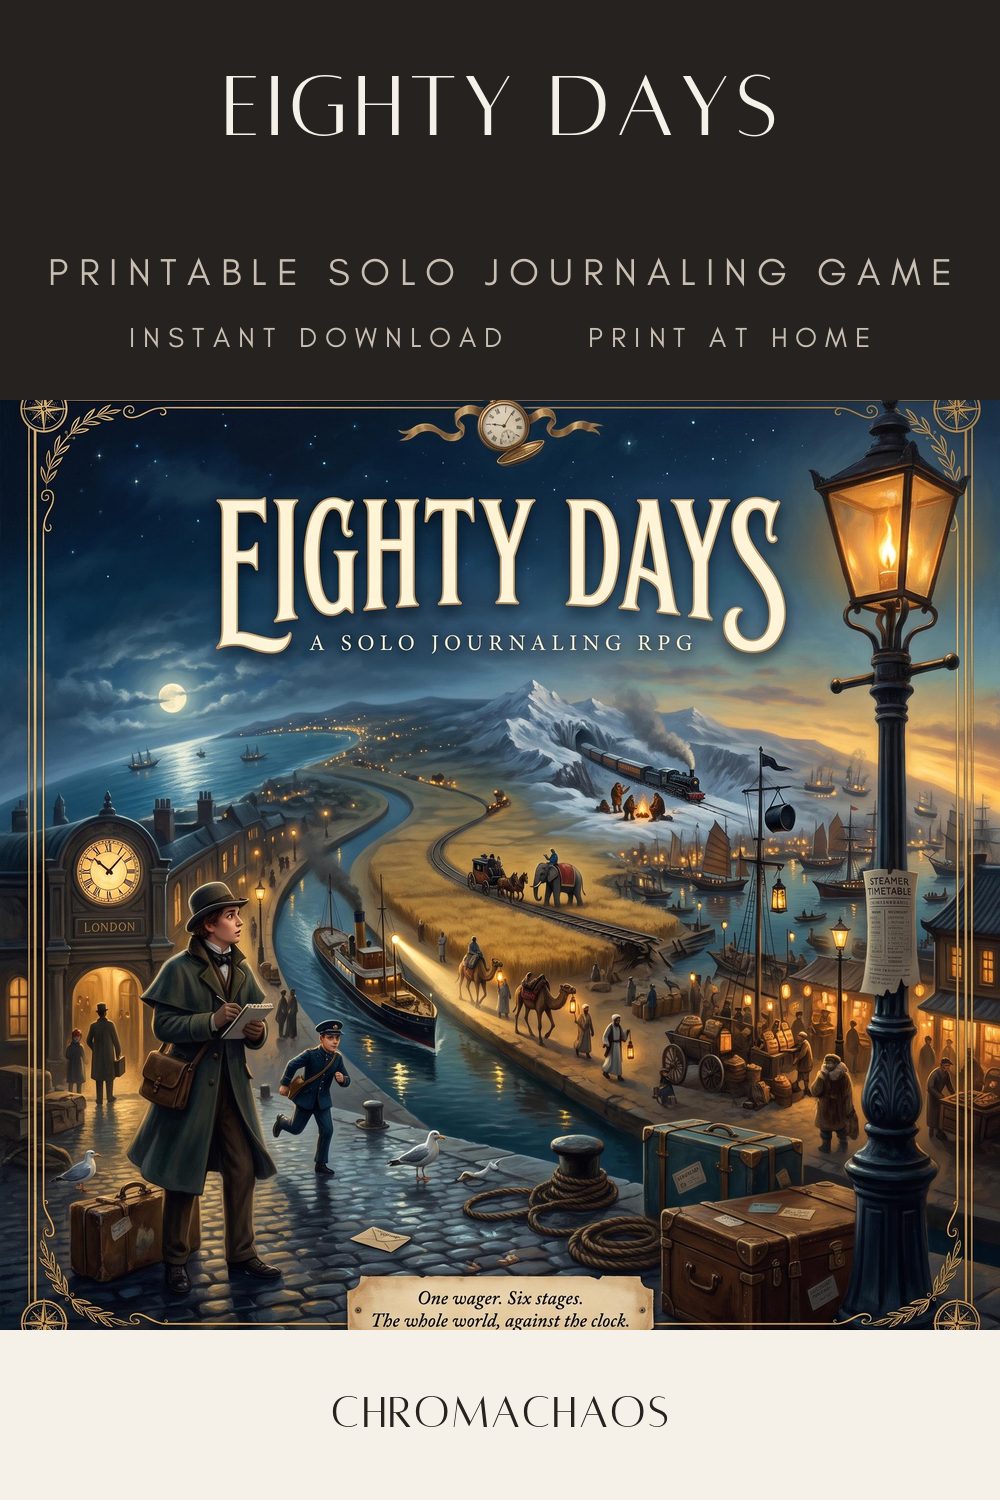 EIGHTY DAYS
PRINTABLE SOLO JOURNALING GAME
INSTANT DOWNLOAD PRINT AT HOME
EIGHTY DAYS
A SOLO JOURNALING RPG
LONDON
STEAMER
TIMETABLE
One wager. Six stages.
The whole world, against the clock.
CHROMACHAOS